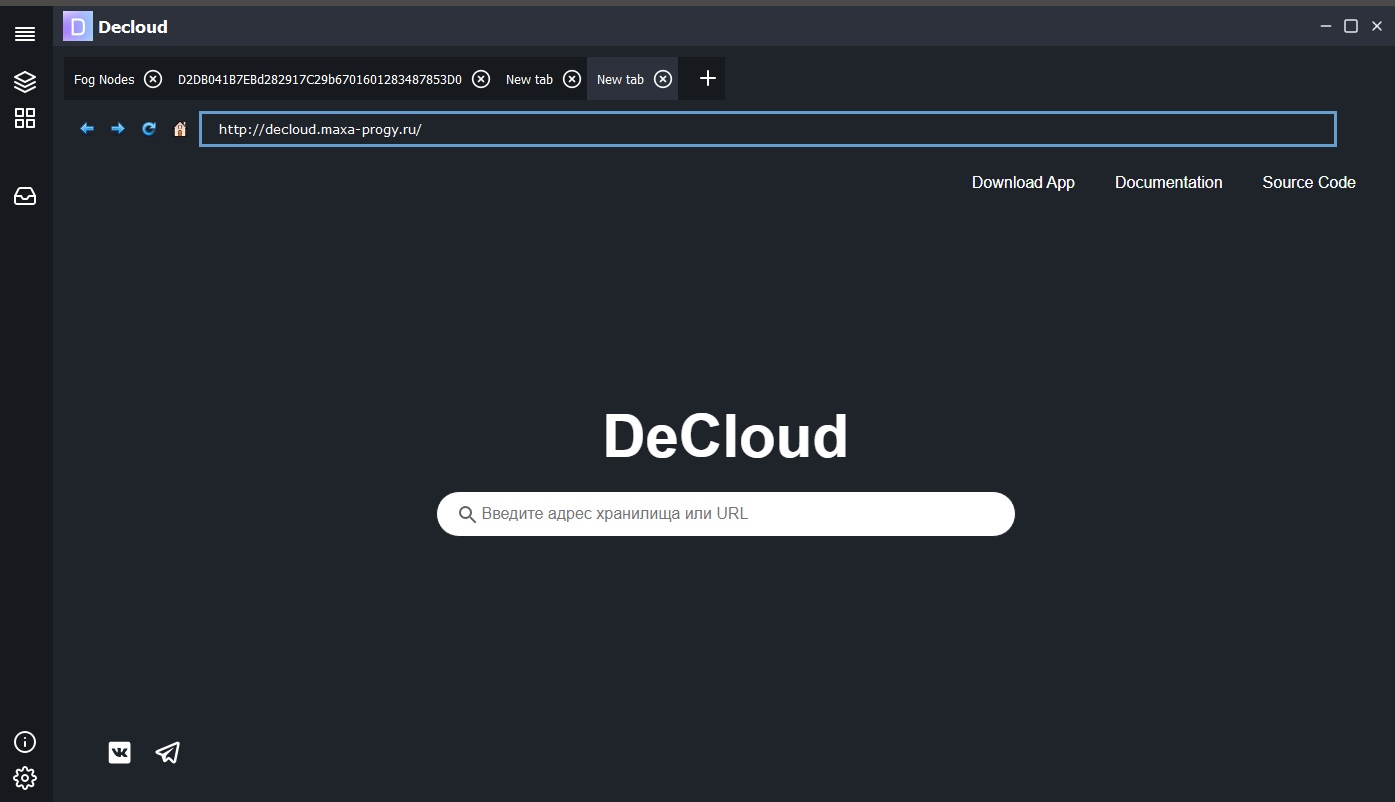 D Decloud
Fog Nodes D2DB041B7EBd282917C29b6701601283487853D0 New tab New tab
http://decloud.maxa-progy.ru/
Download App Documentation Source Code
DeCloud
Введите адрес хранилища или URL